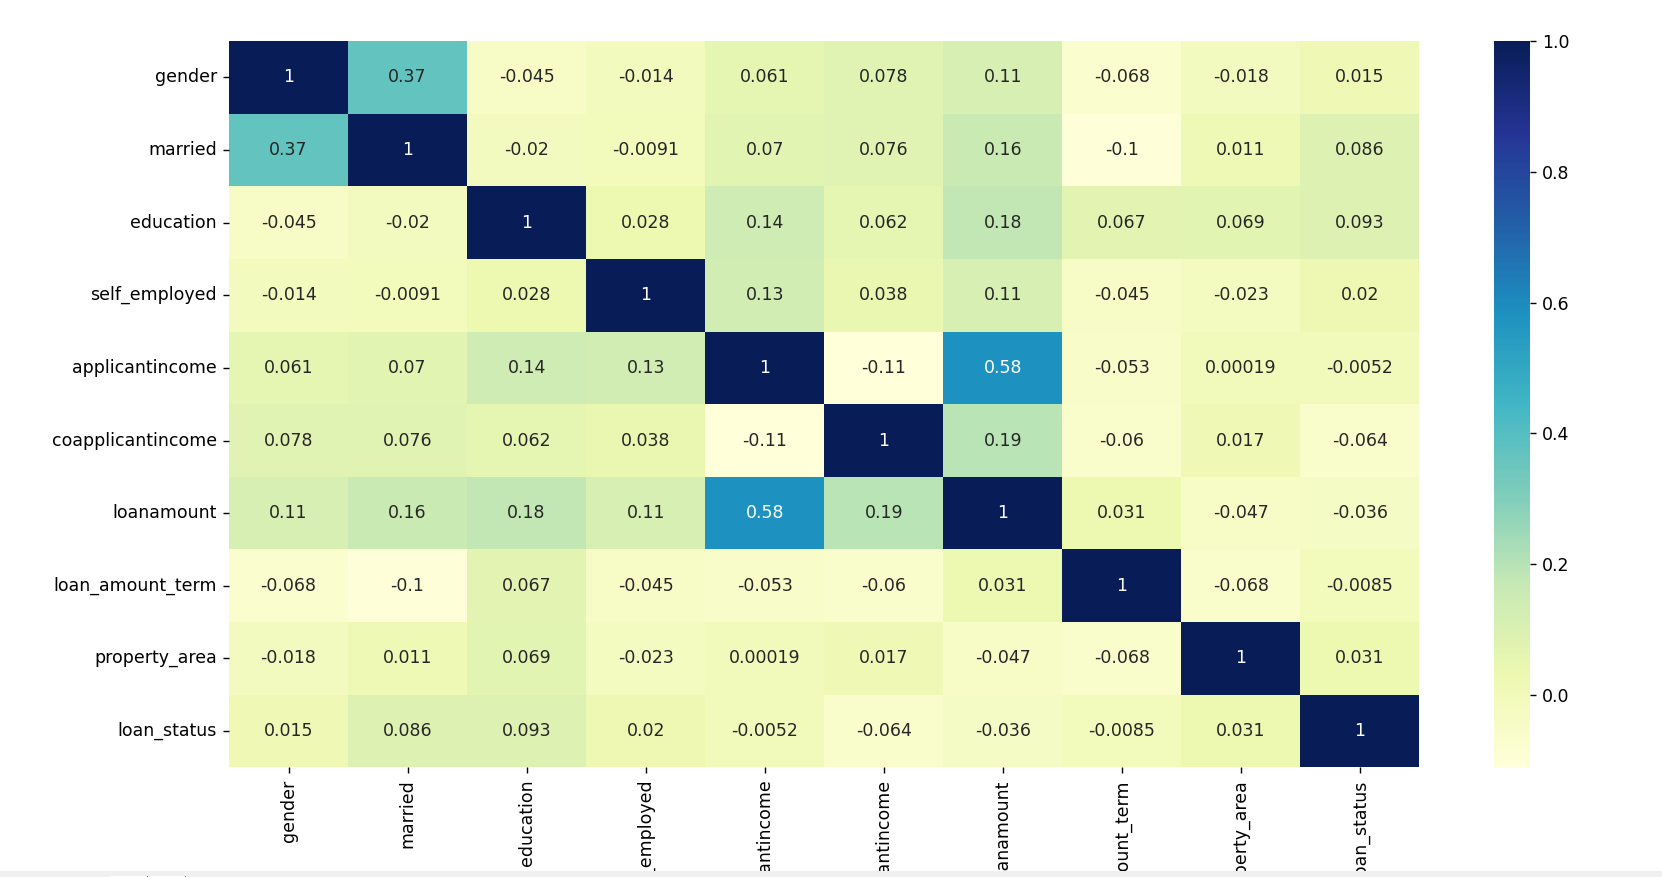 gender 1 0.37 -0.045 -0.014 0.061 0.078 0.11 -0.068 -0.018 0.015
married 0.37 1 -0.02 -0.0091 0.07 0.076 0.16 -0.1 0.011 0.086
education -0.045 -0.02 1 0.028 0.14 0.062 0.18 0.067 0.069 0.093
self_employed -0.014 -0.0091 0.028 1 0.13 0.038 0.11 -0.045 -0.023 0.02
applicantincome 0.061 0.07 0.14 0.13 1 -0.11 0.58 -0.053 0.00019 -0.0052
coapplicantincome 0.078 0.076 0.062 0.038 -0.11 1 0.19 -0.06 0.017 -0.064
loanamount 0.11 0.16 0.18 0.11 0.58 0.19 1 0.031 -0.047 -0.036
loan_amount_term -0.068 -0.1 0.067 -0.045 -0.053 -0.06 0.031 1 -0.068 -0.0085
property_area -0.018 0.011 0.069 -0.023 0.00019 0.017 -0.047 -0.068 1 0.031
loan_status 0.015 0.086 0.093 0.02 -0.0052 -0.064 -0.036 -0.0085 0.031 1
gender
married
education
_employed
antincome
antincome
anamount
ount_term
perty_area
oan_status
1.0
0.8
0.6
0.4
0.2
0.0